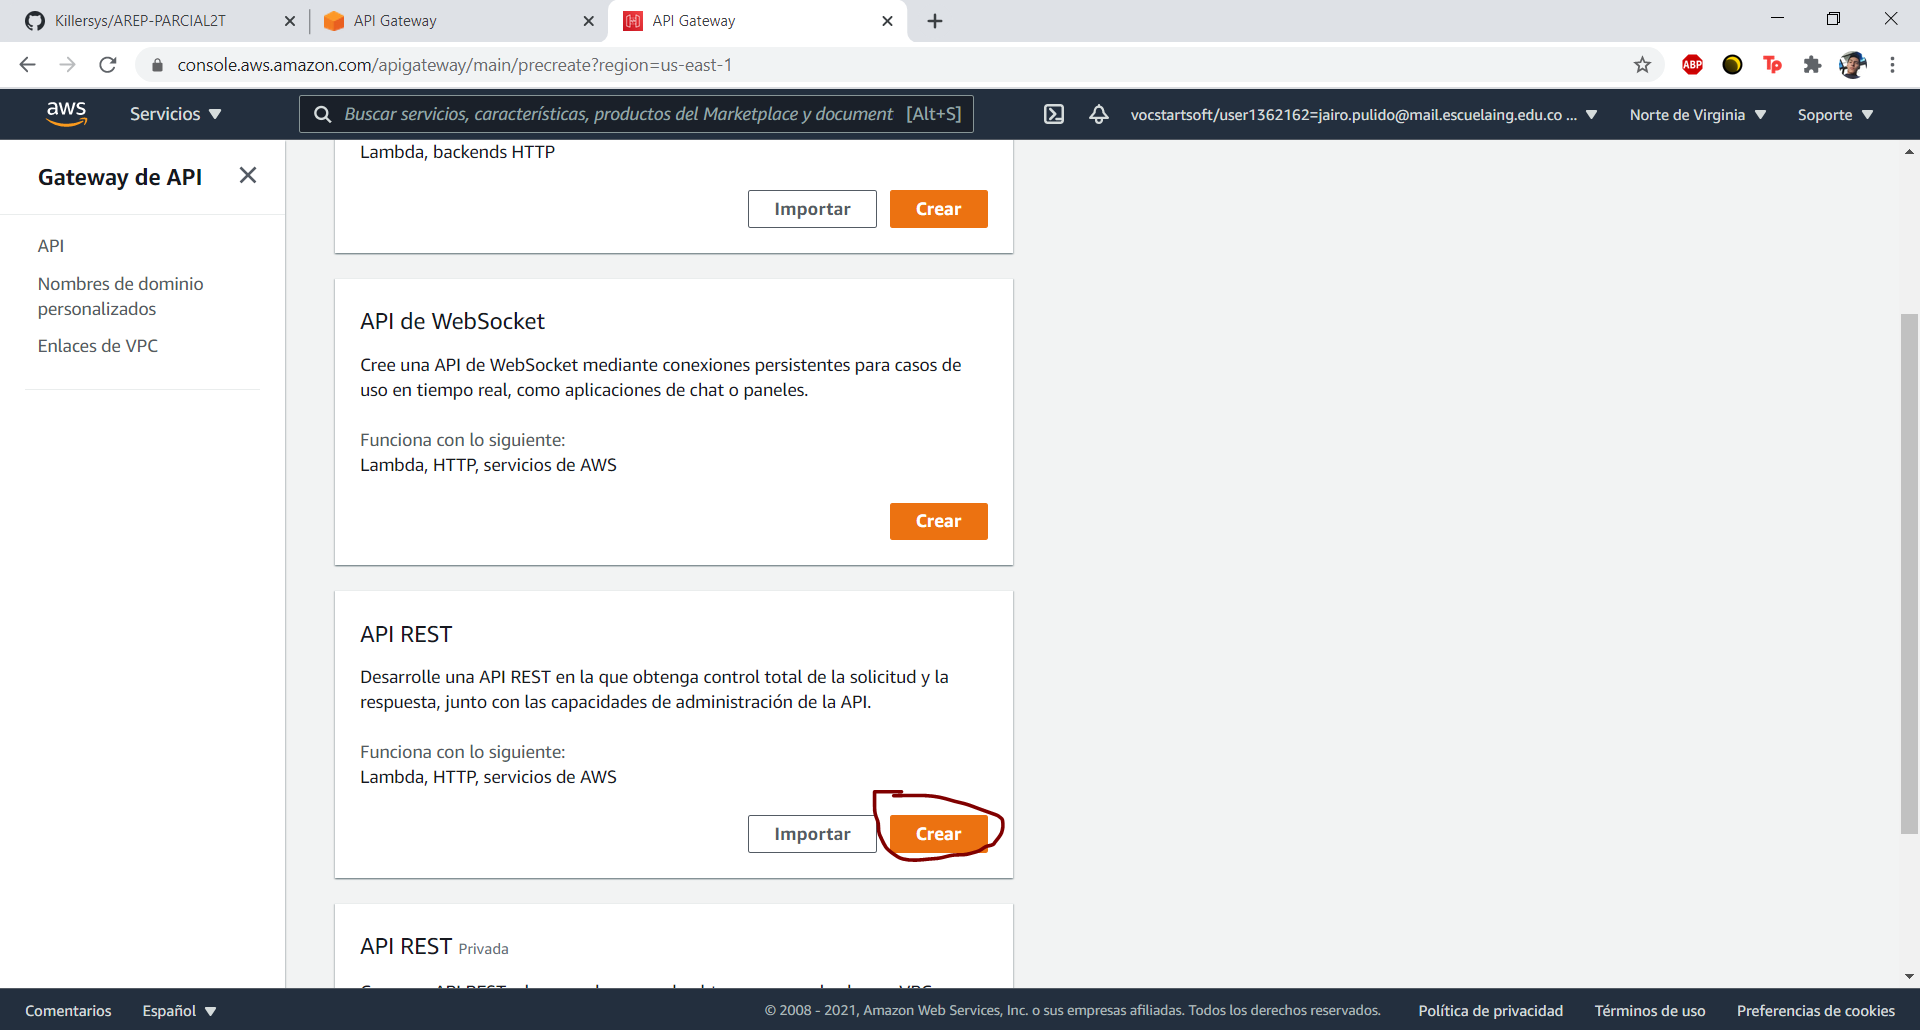 Killersys/AREP-PARCIAL2T
API Gateway
API Gateway
console.aws.amazon.com/apigateway/main/precreate?region=us-east-1
ABP
Tp
aws
Servicios
Buscar servicios, características, productos del Marketplace y document [Alt+S]
vocstartsoft/user1362162=jairo.pulido@mail.escuelaing.edu.co ...
Norte de Virginia
Soporte
Gateway de API
API
Nombres de dominio
personalizados
Enlaces de VPC
Lambda, backends HTTP
Importar
Crear
API de WebSocket
Cree una API de WebSocket mediante conexiones persistentes para casos de
uso en tiempo real, como aplicaciones de chat o paneles.
Funciona con lo siguiente:
Lambda, HTTP, servicios de AWS
Crear
API REST
Desarrolle una API REST en la que obtenga control total de la solicitud y la
respuesta, junto con las capacidades de administración de la API.
Funciona con lo siguiente:
Lambda, HTTP, servicios de AWS
Importar
Crear
API REST Privada
Comentarios
Español
© 2008 - 2021, Amazon Web Services, Inc. o sus empresas afiliadas. Todos los derechos reservados.
Política de privacidad
Términos de uso
Preferencias de cookies